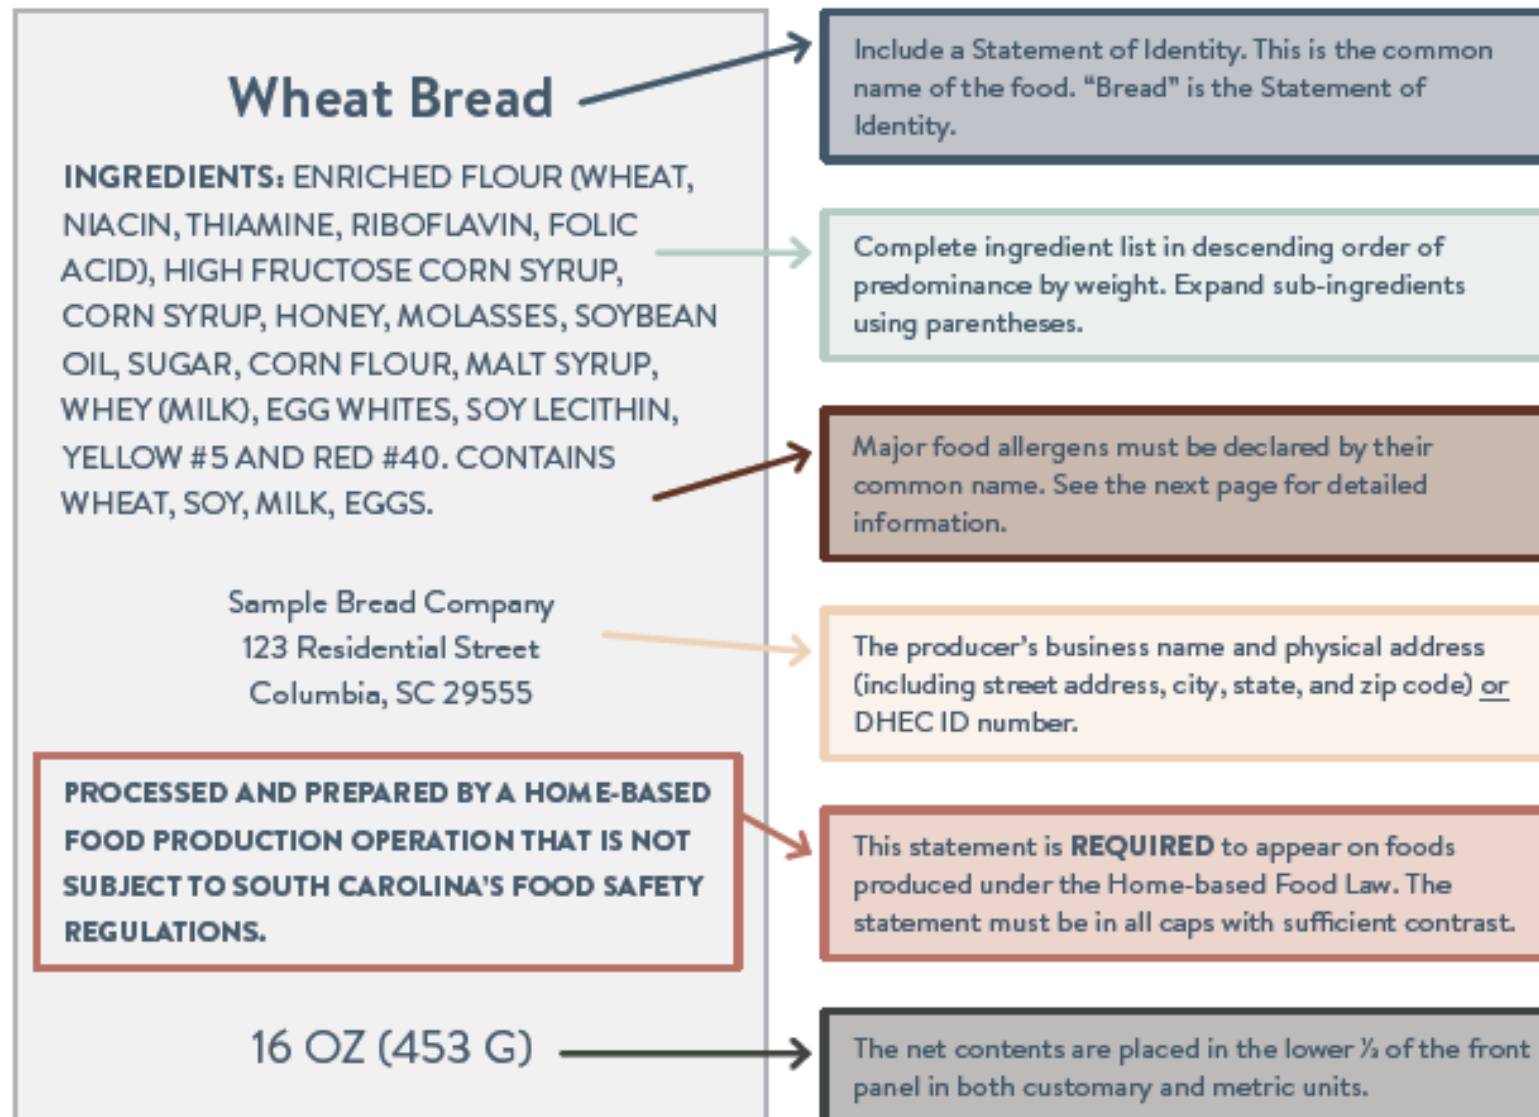 Wheat Bread
INGREDIENTS: ENRICHED FLOUR (WHEAT,
NIACIN, THIAMINE, RIBOFLAVIN, FOLIC
ACID), HIGH FRUCTOSE CORN SYRUP,
CORN SYRUP, HONEY, MOLASSES, SOYBEAN
OIL, SUGAR, CORN FLOUR, MALT SYRUP,
WHEY (MILK), EGG WHITES, SOY LECITHIN,
YELLOW #5 AND RED #40. CONTAINS
WHEAT, SOY, MILK, EGGS.
Sample Bread Company
123 Residential Street
Columbia, SC 29555
PROCESSED AND PREPARED BY A HOME-BASED
FOOD PRODUCTION OPERATION THAT IS NOT
SUBJECT TO SOUTH CAROLINA'S FOOD SAFETY
REGULATIONS.
16 OZ (453 G)
Include a Statement of Identity. This is the common
name of the food. “Bread” is the Statement of
Identity.
Complete ingredient list in descending order of
predominance by weight. Expand sub-ingredients
using parentheses.
Major food allergens must be declared by their
common name. See the next page for detailed
information.
The producer’s business name and physical address
(including street address, city, state, and zip code) or
DHEC ID number.
This statement is REQUIRED to appear on foods
produced under the Home-based Food Law. The
statement must be in all caps with sufficient contrast.
The net contents are placed in the lower ⅓ of the front
panel in both customary and metric units.